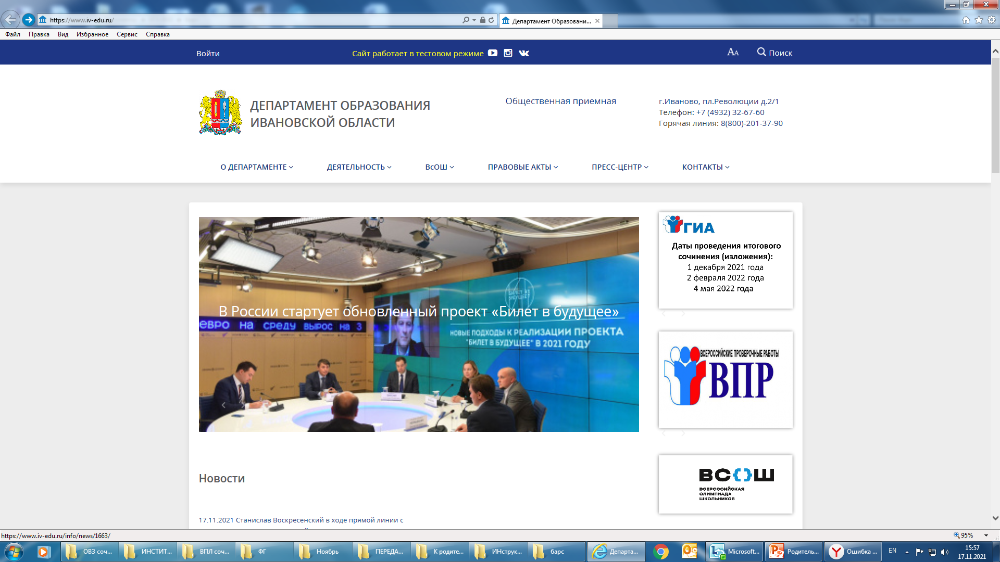 https://www.iv-edu.ru/
Департамент Образовани...
Файл Правка Вид Избранное Сервис Справка
Войти
Сайт работает в тестовом режиме
AA
Поиск
ДЕПАРТАМЕНТ ОБРАЗОВАНИЯ
ИВАНОВСКОЙ ОБЛАСТИ
Общественная приемная
г.Иваново, пл.Революции д.2/1
Телефон: +7 (4932) 32-67-60
Горячая линия: 8(800)-201-37-90
О ДЕПАРТАМЕНТЕ ДЕЯТЕЛЬНОСТЬ ВсОШ ПРАВОВЫЕ АКТЫ ПРЕСС-ЦЕНТР КОНТАКТЫ
БИЛЕТ В БУДУЩЕЕ
В России стартует обновленный проект «Билет в будущее»
евро на среду вырос на 3
НОВЫЕ ПОДХОДЫ К РЕАЛИЗАЦИИ ПРОЕКТА
"БИЛЕТ В БУДУЩЕЕ" В 2021 ГОДУ
ГИА
Даты проведения итогового
сочинения (изложения):
1 декабря 2021 года
2 февраля 2022 года
4 мая 2022 года
ВСЕРОССИЙСКИЕ ПРОВЕРОЧНЫЕ РАБОТЫ
ВПР
ВСОШ
ВСЕРОССИЙСКАЯ
ОЛИМПИАДА
ШКОЛЬНИКОВ
Новости
17.11.2021 Станислав Воскресенский в ходе прямой линии с
https://www.iv-edu.ru/info/news/1663/
95%
ОВЗ соч... ИНСТИТ... ВПЛ соч... ФГ Ноябрь ПЕРЕДА... К родите... ИНструк... барс Департа... Microsoft... Родитель... Ошибка ...
EN
15:57
17.11.2021